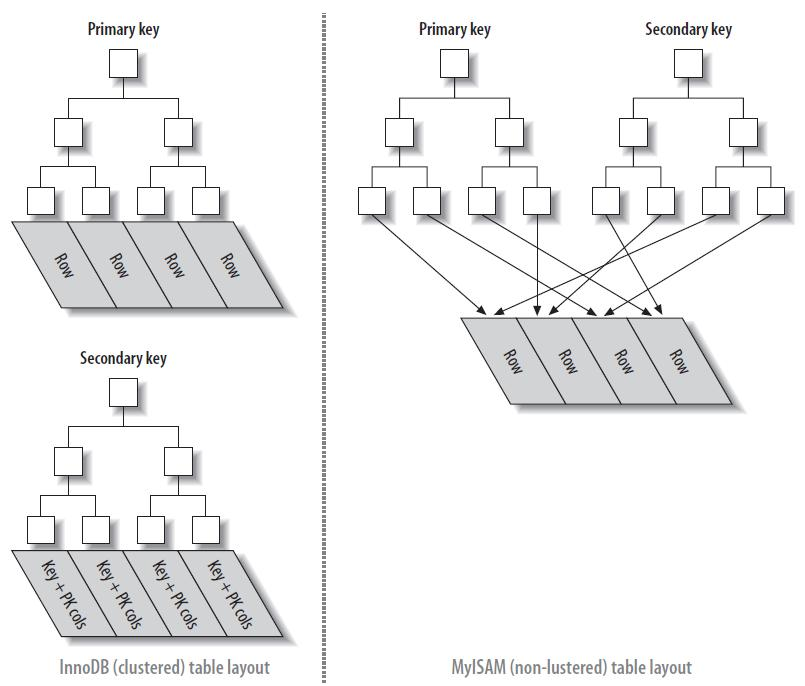 Primary key
Row
Row
Row
Row
Secondary key
Key + PK cols
Key + PK cols
Key + PK cols
Key + PK cols
InnoDB (clustered) table layout
Primary key
Secondary key
Row
Row
Row
Row
MyISAM (non-lustered) table layout